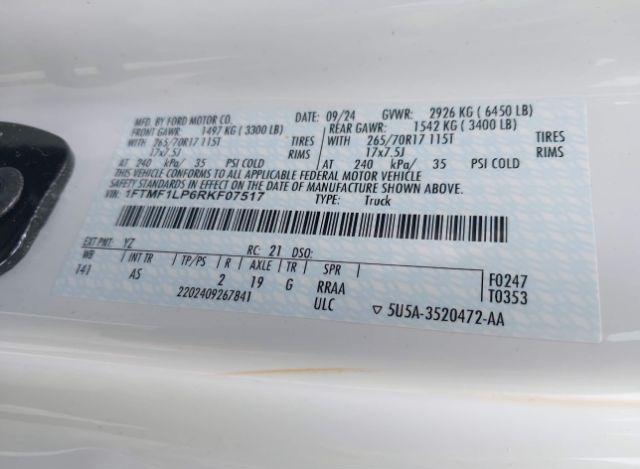 MFD. BY FORD MOTOR CO. DATE: 09/24 GVWR: 2926 KG ( 6450 LB)
FRONT GAWR: 1497 KG ( 3300 LB) REAR GAWR: 1542 KG ( 3400 LB)
WITH 265/70R17 115T TIRES WITH 265/70R17 115T TIRES
17x7.5J RIMS 17x7.5J RIMS
AT 240 kPa/ 35 PSI COLD AT 240 kPa/ 35 PSI COLD
THIS VEHICLE CONFORMS TO ALL APPLICABLE FEDERAL MOTOR VEHICLE
SAFETY STANDARDS IN EFFECT ON THE DATE OF MANUFACTURE SHOWN ABOVE.
VIN: 1FTMF1LP6RKF07517 TYPE: Truck
EXT PNT: YZ RC: 21 DSO:
WB INT TR TP/PS R AXLE TR SPR F0247
141 AS 2 19 G RRAA T0353
2202409267841 ULC ▽ 5U5A-3520472-AA